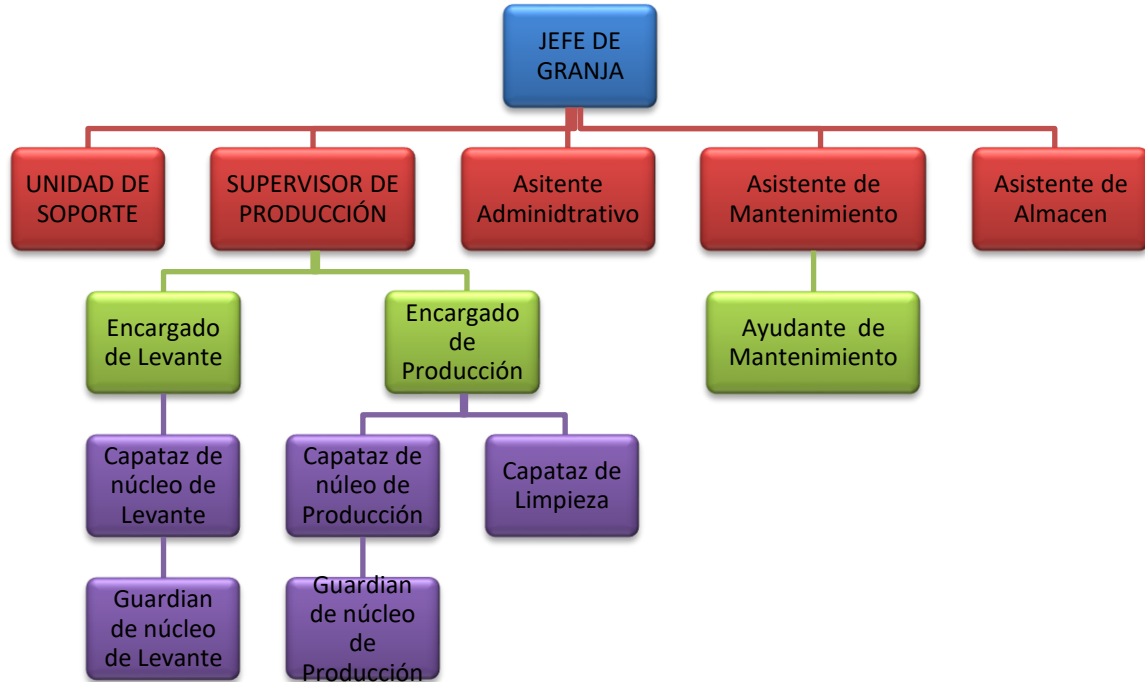 JEFE DE
GRANJA
UNIDAD DE
SOPORTE
SUPERVISOR DE
PRODUCCIÓN
Asitente
Adminidtrativo
Asistente de
Mantenimiento
Asistente de
Almacen
Encargado
de Levante
Encargado
de
Producción
Ayudante de
Mantenimiento
Capataz de
núcleo de
Levante
Capataz de
núleo de
Producción
Capataz de
Limpieza
Guardian
de núcleo
de Levante
Guardian
de núcleo
de
Producción